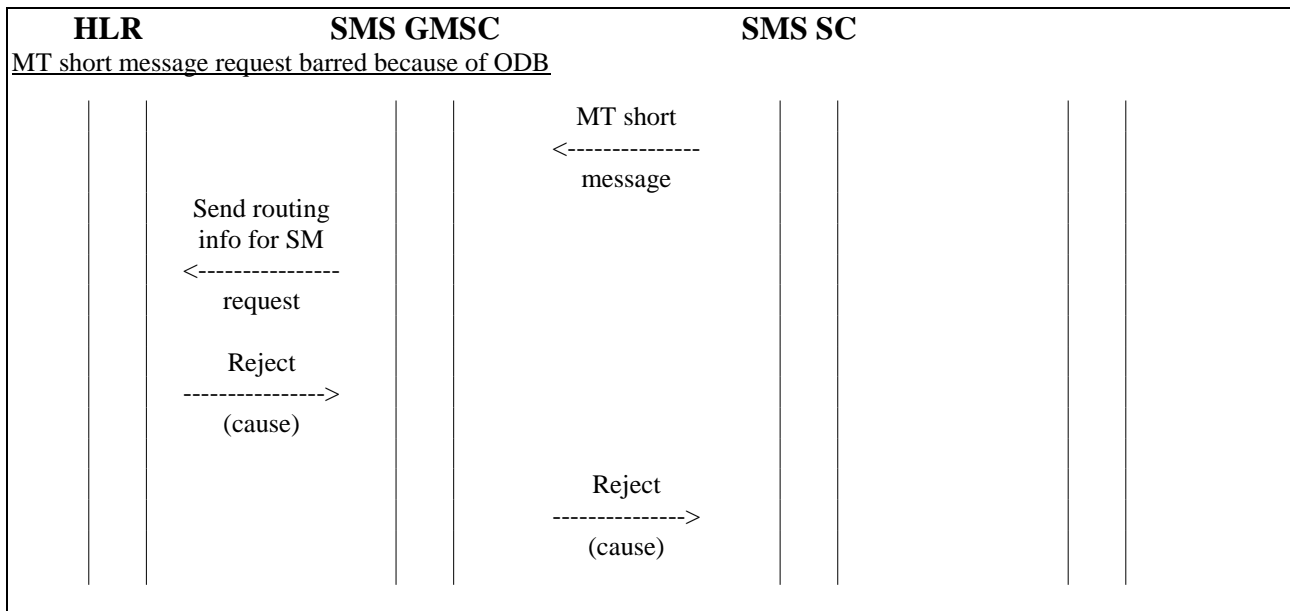 HLR SMS GMSC SMS SC
MT short message request barred because of ODB
MT short
<---------------
message
Send routing
info for SM
<----------------
request
Reject
---------------->
(cause)
Reject
--------------->
(cause)